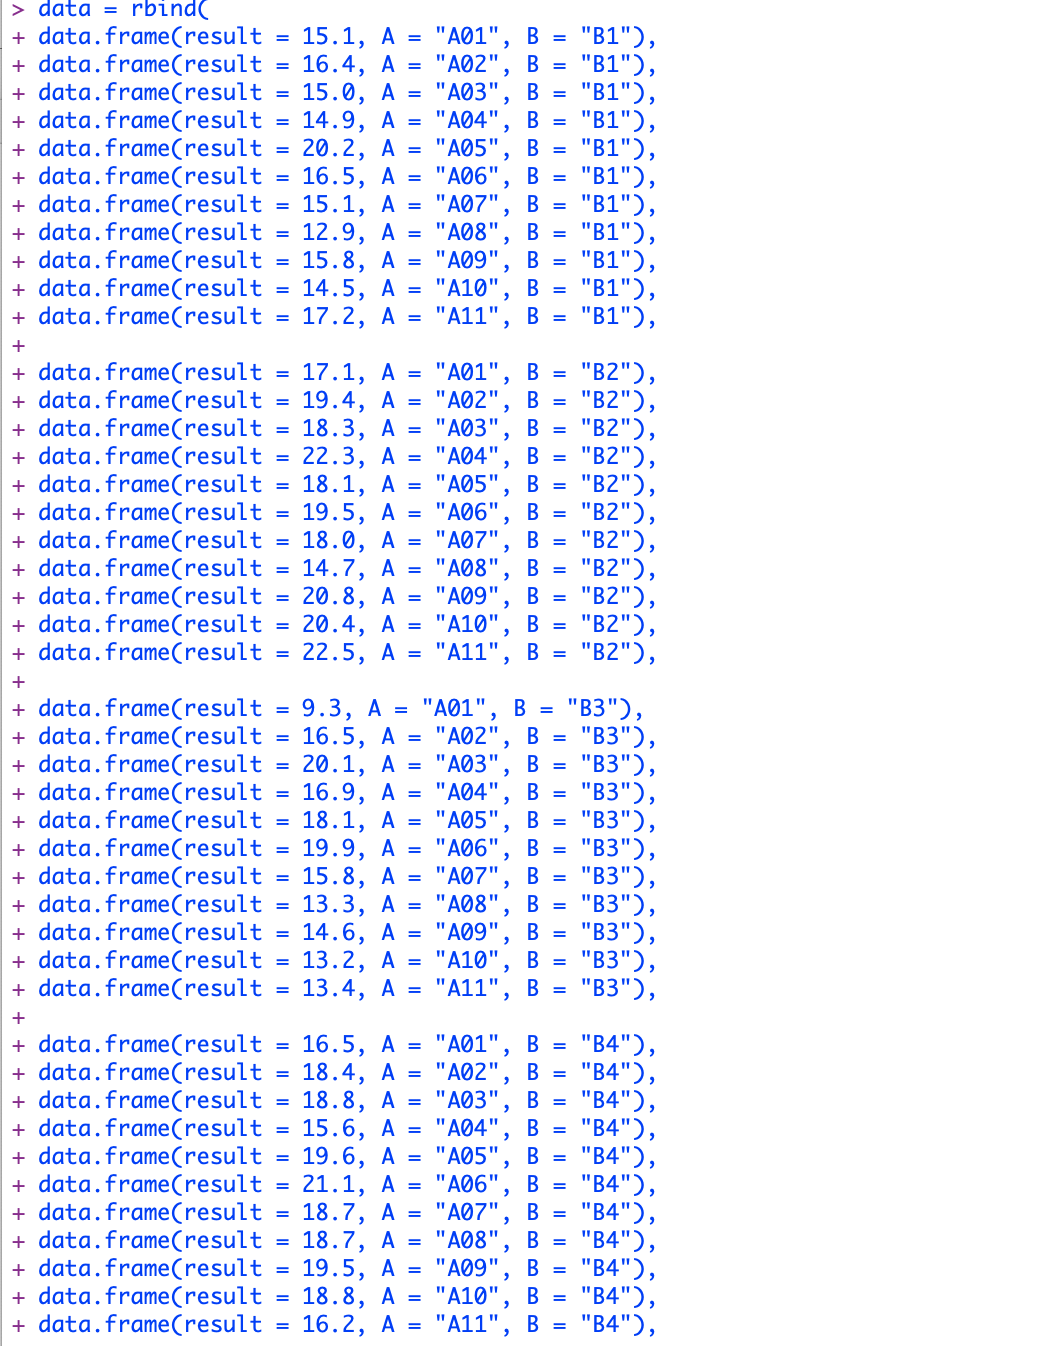 > data = rbind(
+ data.frame(result = 15.1, A = "A01", B = "B1"),
+ data.frame(result = 16.4, A = "A02", B = "B1"),
+ data.frame(result = 15.0, A = "A03", B = "B1"),
+ data.frame(result = 14.9, A = "A04", B = "B1"),
+ data.frame(result = 20.2, A = "A05", B = "B1"),
+ data.frame(result = 16.5, A = "A06", B = "B1"),
+ data.frame(result = 15.1, A = "A07", B = "B1"),
+ data.frame(result = 12.9, A = "A08", B = "B1"),
+ data.frame(result = 15.8, A = "A09", B = "B1"),
+ data.frame(result = 14.5, A = "A10", B = "B1"),
+ data.frame(result = 17.2, A = "A11", B = "B1"),
+
+ data.frame(result = 17.1, A = "A01", B = "B2"),
+ data.frame(result = 19.4, A = "A02", B = "B2"),
+ data.frame(result = 18.3, A = "A03", B = "B2"),
+ data.frame(result = 22.3, A = "A04", B = "B2"),
+ data.frame(result = 18.1, A = "A05", B = "B2"),
+ data.frame(result = 19.5, A = "A06", B = "B2"),
+ data.frame(result = 18.0, A = "A07", B = "B2"),
+ data.frame(result = 14.7, A = "A08", B = "B2"),
+ data.frame(result = 20.8, A = "A09", B = "B2"),
+ data.frame(result = 20.4, A = "A10", B = "B2"),
+ data.frame(result = 22.5, A = "A11", B = "B2"),
+
+ data.frame(result = 9.3, A = "A01", B = "B3"),
+ data.frame(result = 16.5, A = "A02", B = "B3"),
+ data.frame(result = 20.1, A = "A03", B = "B3"),
+ data.frame(result = 16.9, A = "A04", B = "B3"),
+ data.frame(result = 18.1, A = "A05", B = "B3"),
+ data.frame(result = 19.9, A = "A06", B = "B3"),
+ data.frame(result = 15.8, A = "A07", B = "B3"),
+ data.frame(result = 13.3, A = "A08", B = "B3"),
+ data.frame(result = 14.6, A = "A09", B = "B3"),
+ data.frame(result = 13.2, A = "A10", B = "B3"),
+ data.frame(result = 13.4, A = "A11", B = "B3"),
+
+ data.frame(result = 16.5, A = "A01", B = "B4"),
+ data.frame(result = 18.4, A = "A02", B = "B4"),
+ data.frame(result = 18.8, A = "A03", B = "B4"),
+ data.frame(result = 15.6, A = "A04", B = "B4"),
+ data.frame(result = 19.6, A = "A05", B = "B4"),
+ data.frame(result = 21.1, A = "A06", B = "B4"),
+ data.frame(result = 18.7, A = "A07", B = "B4"),
+ data.frame(result = 18.7, A = "A08", B = "B4"),
+ data.frame(result = 19.5, A = "A09", B = "B4"),
+ data.frame(result = 18.8, A = "A10", B = "B4"),
+ data.frame(result = 16.2, A = "A11", B = "B4"),